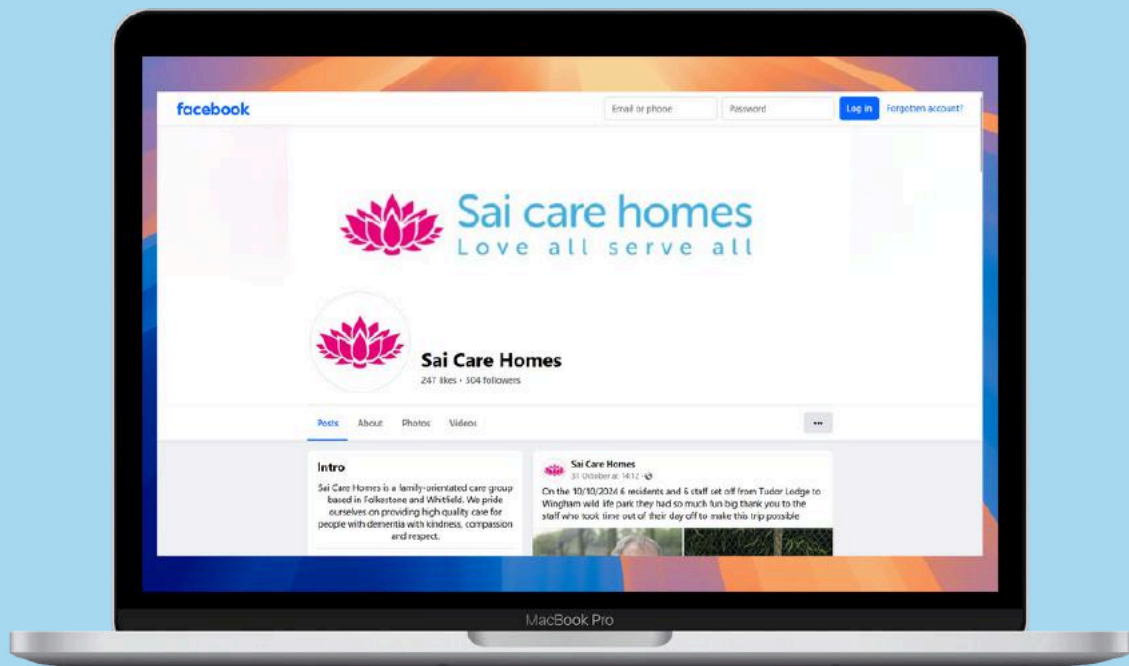 facebook
Email or phone
Password
Log in
Forgotten account?
Sai care homes
Love all serve all
Sai Care Homes
247 likes • 304 followers
Posts
About
Photos
Videos
Intro
Sai Care Homes is a family-orientated care group
based in Folkestone and Whitfield. We pride
ourselves on providing high quality care for
people with dementia with kindness, compassion
and respect.
Sai Care Homes
31 October at 14:12
On the 10/10/2024 6 residents and 6 staff set off from Tudor Lodge to
Wingham wild life park they had so much fun big thank you to the
staff who took time out of their day off to make this trip possible
MacBook Pro